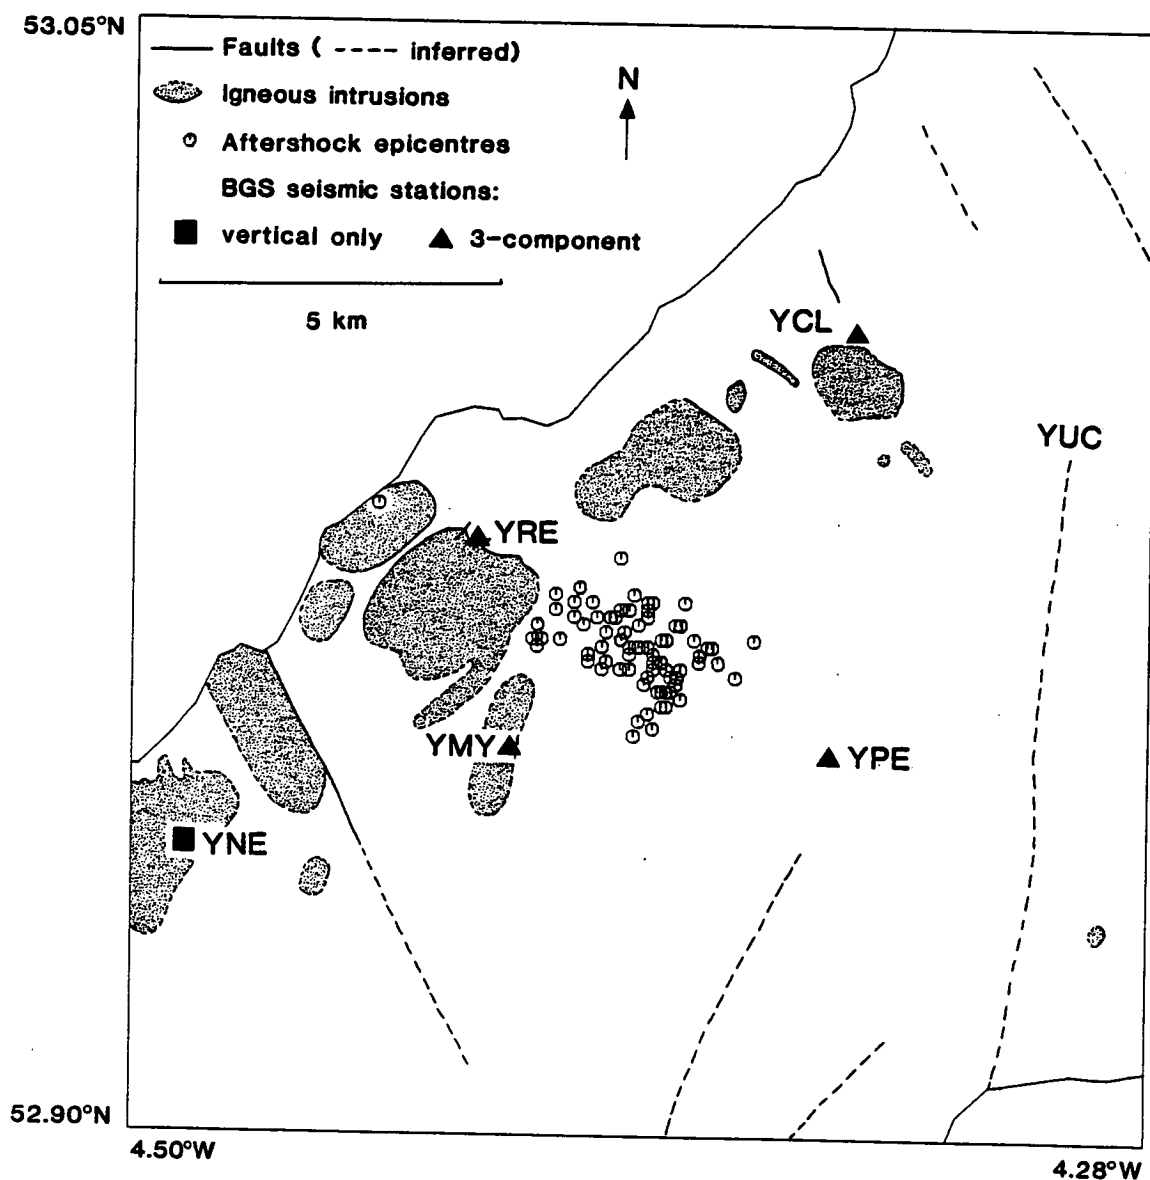 53.05°N
Faults ( ---- inferred)
Igneous intrusions
N
Aftershock epicentres
BGS seismic stations:
vertical only
3-component
5 km
YCL
YUC
YRE
YMY
YPE
YNE
52.90°N
4.50°W
4.28°W